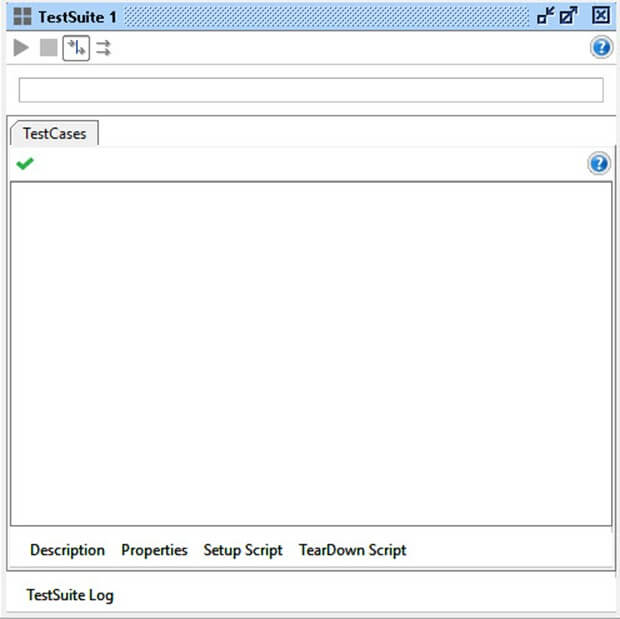 TestSuite 1
TestCases
Description Properties Setup Script TearDown Script
TestSuite Log